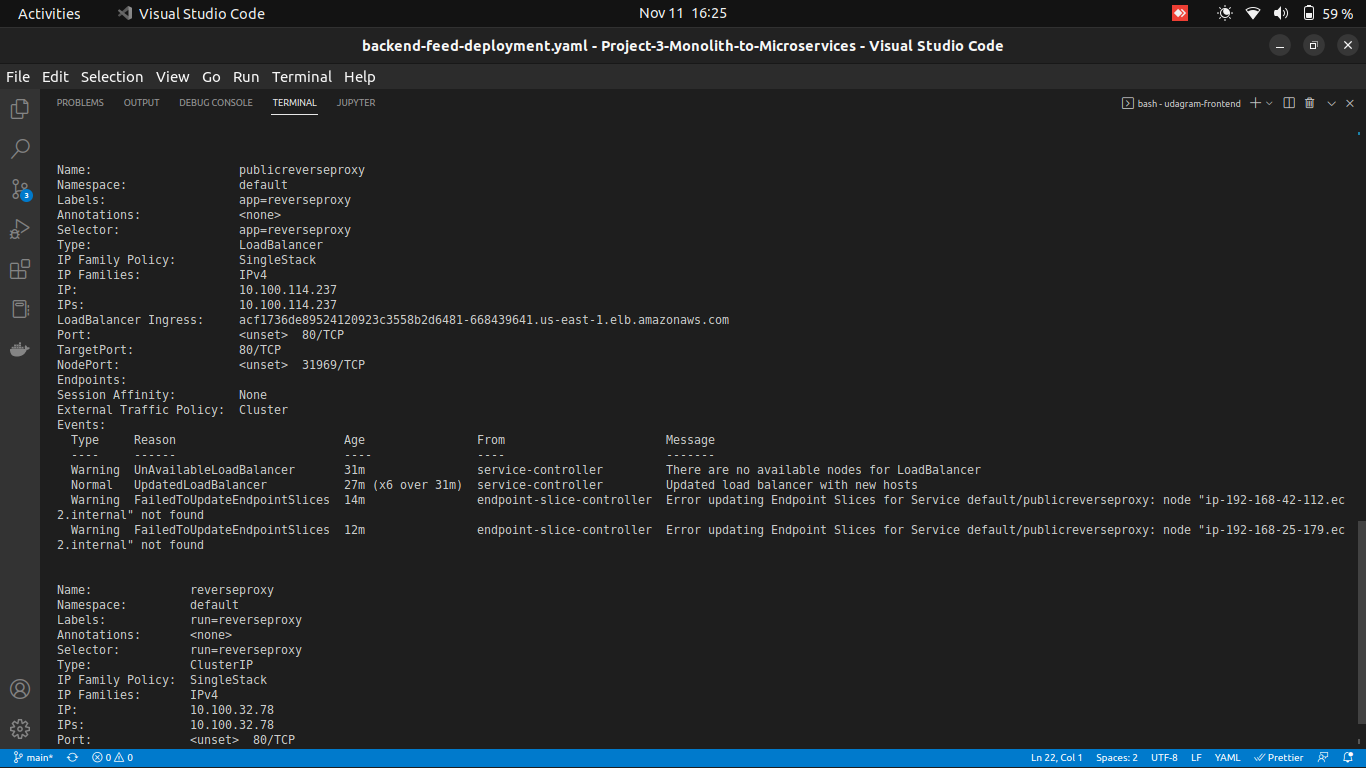 Activities
Visual Studio Code
Nov 11 16:25
59 %
backend-feed-deployment.yaml - Project-3-Monolith-to-Microservices - Visual Studio Code
File Edit Selection View Go Run Terminal Help
PROBLEMS OUTPUT DEBUG CONSOLE TERMINAL JUPYTER
bash - udagram-frontend
Name: publicreverseproxy
Namespace: default
Labels: app=reverseproxy
Annotations: <none>
Selector: app=reverseproxy
Type: LoadBalancer
IP Family Policy: SingleStack
IP Families: IPv4
IP: 10.100.114.237
IPs: 10.100.114.237
LoadBalancer Ingress: acf1736de89524120923c3558b2d6481-668439641.us-east-1.elb.amazonaws.com
Port: <unset> 80/TCP
TargetPort: 80/TCP
NodePort: <unset> 31969/TCP
Endpoints:
Session Affinity: None
External Traffic Policy: Cluster
Events:
Type Reason Age From Message
---- ------ ---- ---- -------
Warning UnAvailableLoadBalancer 31m service-controller There are no available nodes for LoadBalancer
Normal UpdatedLoadBalancer 27m (x6 over 31m) service-controller Updated load balancer with new hosts
Warning FailedToUpdateEndpointSlices 14m endpoint-slice-controller Error updating Endpoint Slices for Service default/publicreverseproxy: node "ip-192-168-42-112.ec
2.internal" not found
Warning FailedToUpdateEndpointSlices 12m endpoint-slice-controller Error updating Endpoint Slices for Service default/publicreverseproxy: node "ip-192-168-25-179.ec
2.internal" not found
Name: reverseproxy
Namespace: default
Labels: run=reverseproxy
Annotations: <none>
Selector: run=reverseproxy
Type: ClusterIP
IP Family Policy: SingleStack
IP Families: IPv4
IP: 10.100.32.78
IPs: 10.100.32.78
Port: <unset> 80/TCP
3
main*
0 0
Ln 22, Col 1
Spaces: 2
UTF-8
LF
YAML
Prettier